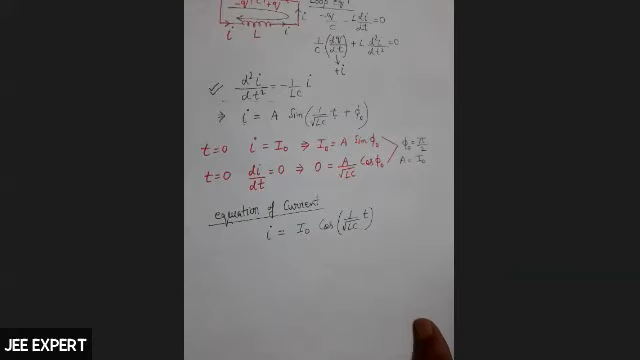 -q C +q
i L i
Loop eqn
-q/C - L di/dt = 0
1/C (dq/dt) + L d²i/dt² = 0
+i
d²i/dt² = -1/LC i
⇒ i = A Sin(1/√LC t + ϕ₀)
t=0 i = I₀ ⇒ I₀ = A Sin ϕ₀
t=0 di/dt = 0 ⇒ 0 = A/√LC Cos ϕ₀
ϕ₀ = π/2
A = I₀
equation of Current
i = I₀ Cos(1/√LC t)
JEE EXPERT